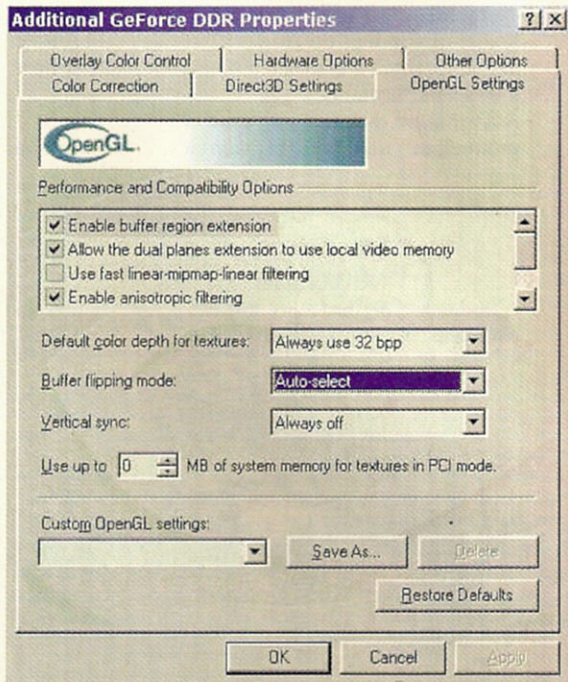 Additional GeForce DDR Properties
Overlay Color Control Hardware Options Other Options
Color Correction Direct3D Settings OpenGL Settings
OpenGL.
Performance and Compatibility Options
Enable buffer region extension
Allow the dual planes extension to use local video memory
Use fast linear-mipmap-linear filtering
Enable anisotropic filtering
Default color depth for textures: Always use 32 bpp
Buffer flipping mode: Auto-select
Vertical sync: Always off
Use up to 0 MB of system memory for textures in PCI mode.
Custom OpenGL settings:
Save As... Delete
Restore Defaults
OK Cancel Apply